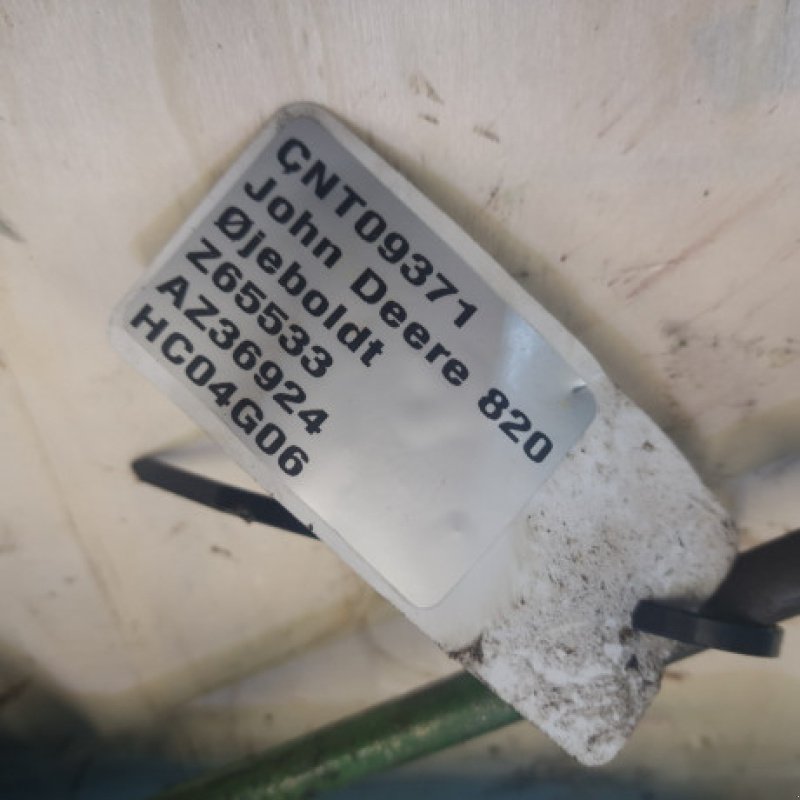 CNT09371
John Deere 820
Øjeboldt
Z65533
AZ36924
HC04G06